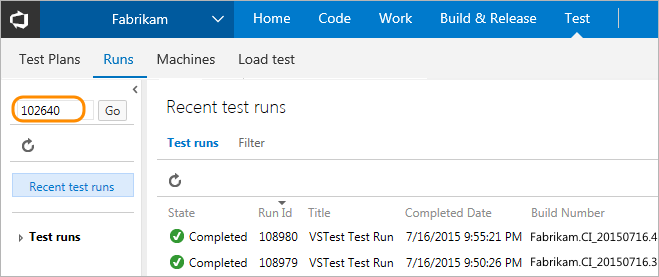 Fabrikam Home Code Work Build & Release Test
Test Plans Runs Machines Load test
102640 Go
Recent test runs
Test runs Filter
Recent test runs
State Run Id Title Completed Date Build Number
Completed 108980 VSTest Test Run 7/16/2015 9:55:21 PM Fabrikam.CI_20150716.4
Test runs
Completed 108979 VSTest Test Run 7/16/2015 9:50:26 PM Fabrikam.CI_20150716.3